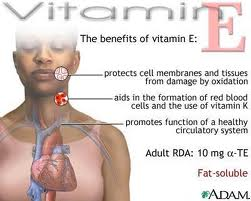 Vitamin E
The benefits of vitamin E:
protects cell membranes and tissues
from damage by oxidation
aids in the formation of red blood
cells and the use of vitamin K
promotes function of a healthy
circulatory system
Adult RDA: 10 mg α-TE
Fat-soluble
ADAM